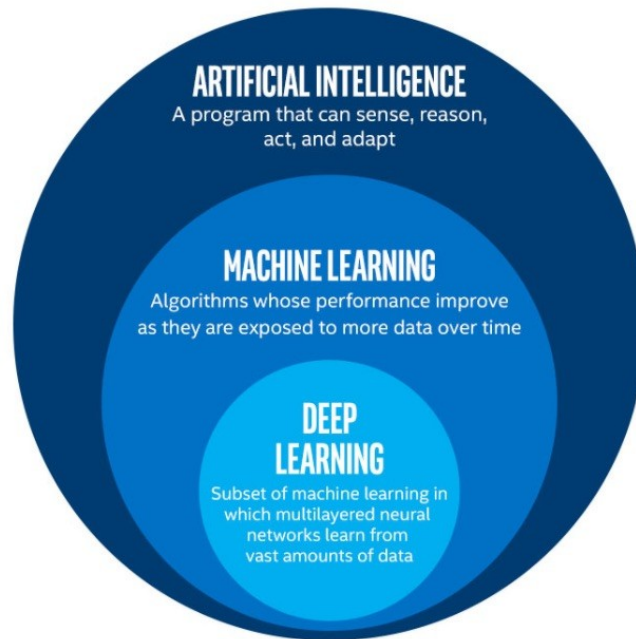 ARTIFICIAL INTELLIGENCE
A program that can sense, reason,
act, and adapt
MACHINE LEARNING
Algorithms whose performance improve
as they are exposed to more data over time
DEEP
LEARNING
Subset of machine learning in
which multilayered neural
networks learn from
vast amounts of data